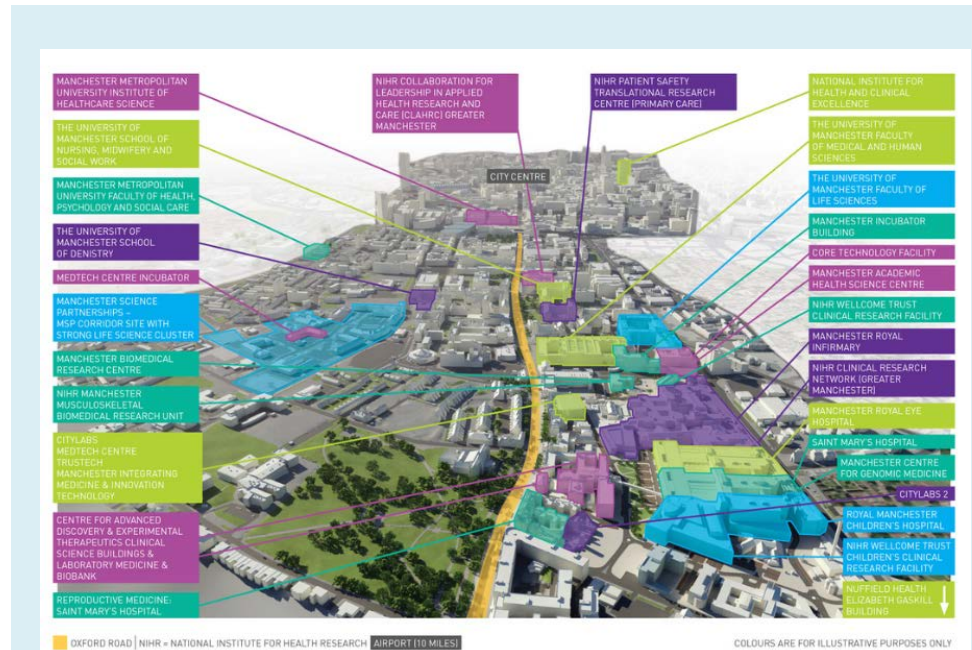 MANCHESTER METROPOLITAN
UNIVERSITY INSTITUTE OF
HEALTHCARE SCIENCE
THE UNIVERSITY OF
MANCHESTER SCHOOL OF
NURSING, MIDWIFERY AND
SOCIAL WORK
MANCHESTER METROPOLITAN
UNIVERSITY FACULTY OF HEALTH,
PSYCHOLOGY AND SOCIAL CARE
THE UNIVERSITY OF
MANCHESTER SCHOOL
OF DENISTRY
MEDTECH CENTRE INCUBATOR
MANCHESTER SCIENCE
PARTNERSHIPS –
MSP CORRIDOR SITE WITH
STRONG LIFE SCIENCE CLUSTER
MANCHESTER BIOMEDICAL
RESEARCH CENTRE
NIHR MANCHESTER
MUSCULOSKELETAL
BIOMEDICAL RESEARCH UNIT
CITYLABS
MEDTECH CENTRE
TRUSTECH
MANCHESTER INTEGRATING
MEDICINE & INNOVATION
TECHNOLOGY
CENTRE FOR ADVANCED
DISCOVERY & EXPERIMENTAL
THERAPEUTICS CLINICAL
SCIENCE BUILDINGS &
LABORATORY MEDICINE &
BIOBANK
REPRODUCTIVE MEDICINE:
SAINT MARY'S HOSPITAL
NIHR COLLABORATION FOR
LEADERSHIP IN APPLIED
HEALTH RESEARCH AND
CARE (CLAHRC) GREATER
MANCHESTER
NIHR PATIENT SAFETY
TRANSLATIONAL RESEARCH
CENTRE (PRIMARY CARE)
CITY CENTRE
NATIONAL INSTITUTE FOR
HEALTH AND CLINICAL
EXCELLENCE
THE UNIVERSITY OF
MANCHESTER FACULTY
OF MEDICAL AND HUMAN
SCIENCES
THE UNIVERSITY OF
MANCHESTER FACULTY OF
LIFE SCIENCES
MANCHESTER INCUBATOR
BUILDING
CORE TECHNOLOGY FACILITY
MANCHESTER ACADEMIC
HEALTH SCIENCE CENTRE
NIHR WELLCOME TRUST
CLINICAL RESEARCH FACILITY
MANCHESTER ROYAL
INFIRMARY
NIHR CLINICAL RESEARCH
NETWORK (GREATER
MANCHESTER)
MANCHESTER ROYAL EYE
HOSPITAL
SAINT MARY'S HOSPITAL
MANCHESTER CENTRE
FOR GENOMIC MEDICINE
CITYLABS 2
ROYAL MANCHESTER
CHILDREN'S HOSPITAL
NIHR WELLCOME TRUST
CHILDREN'S CLINICAL
RESEARCH FACILITY
NUFFIELD HEALTH
ELIZABETH GASKILL
BUILDING
OXFORD ROAD | NIHR = NATIONAL INSTITUTE FOR HEALTH RESEARCH AIRPORT (10 MILES)
COLOURS ARE FOR ILLUSTRATIVE PURPOSES ONLY